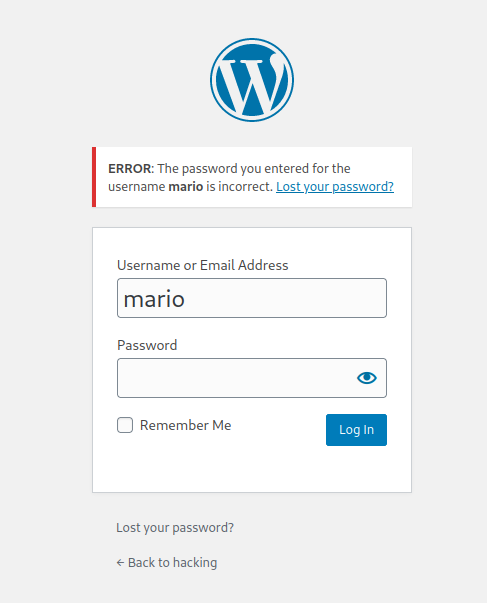 ERROR: The password you entered for the
username mario is incorrect. Lost your password?
Username or Email Address
mario
Password
Remember Me
Log In
Lost your password?
← Back to hacking